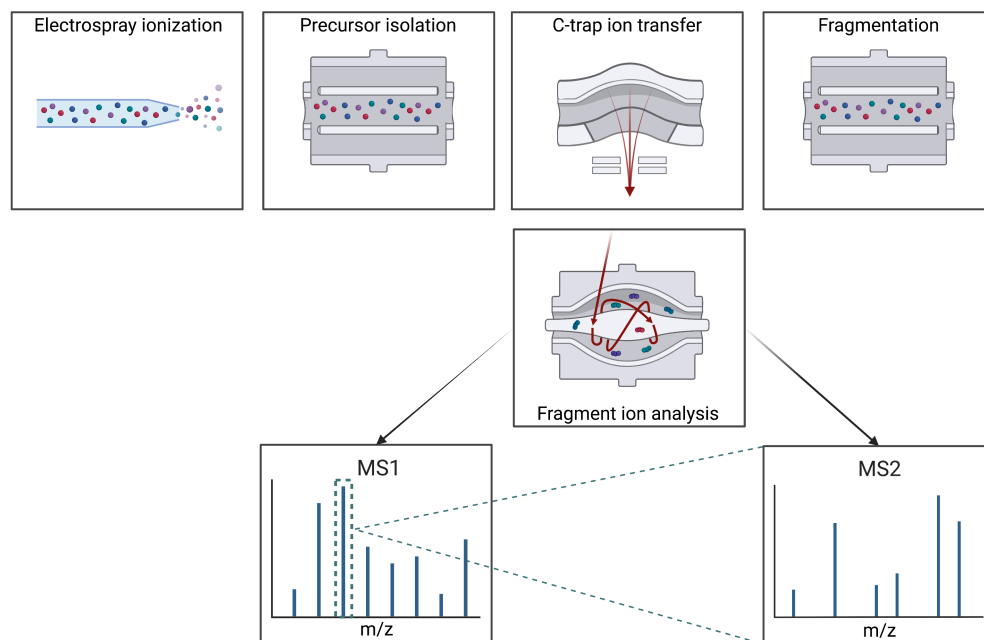 Electrospray ionization
Precursor isolation
C-trap ion transfer
Fragmentation
Fragment ion analysis
MS1
m/z
MS2
m/z